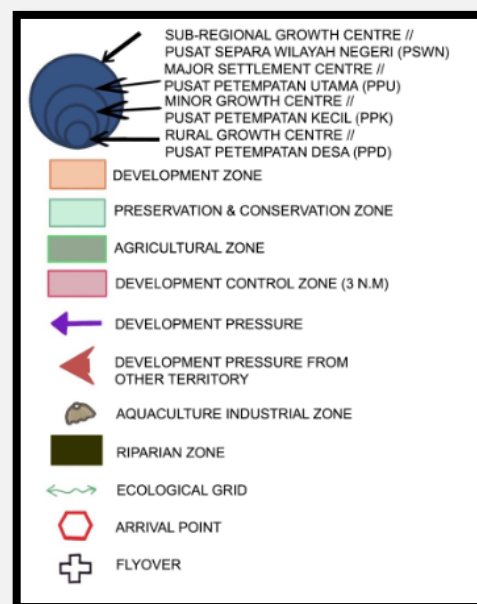 SUB-REGIONAL GROWTH CENTRE //
PUSAT SEPARA WILAYAH NEGERI (PSWN)
MAJOR SETTLEMENT CENTRE //
PUSAT PETEMPATAN UTAMA (PPU)
MINOR GROWTH CENTRE //
PUSAT PETEMPATAN KECIL (PPK)
RURAL GROWTH CENTRE //
PUSAT PETEMPATAN DESA (PPD)
DEVELOPMENT ZONE
PRESERVATION & CONSERVATION ZONE
AGRICULTURAL ZONE
DEVELOPMENT CONTROL ZONE (3 N.M)
DEVELOPMENT PRESSURE
DEVELOPMENT PRESSURE FROM
OTHER TERRITORY
AQUACULTURE INDUSTRIAL ZONE
RIPARIAN ZONE
ECOLOGICAL GRID
ARRIVAL POINT
FLYOVER